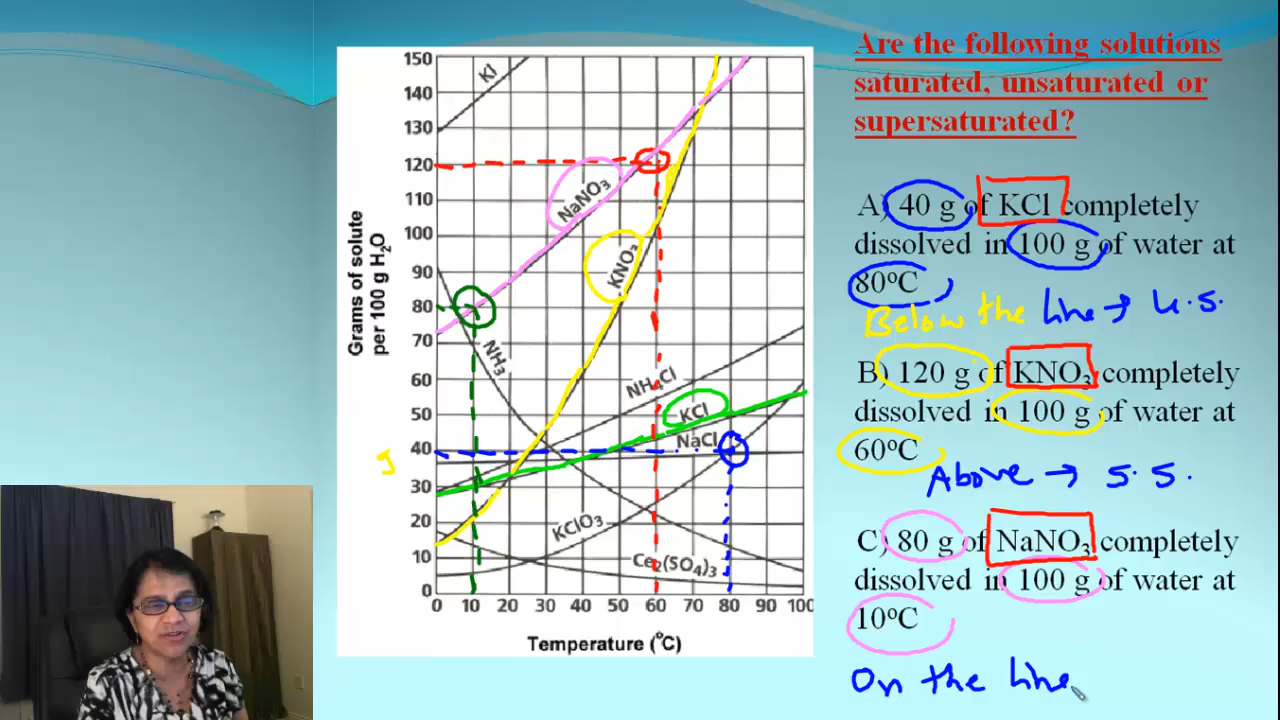 Are the following solutions
saturated, unsaturated or
supersaturated?
A) 40 g of KCl completely
dissolved in 100 g of water at
80⁰C
Below the line → U.S.
B) 120 g of KNO₃ completely
dissolved in 100 g of water at
60⁰C
Above → S.S.
C) 80 g of NaNO₃ completely
dissolved in 100 g of water at
10⁰C
On the line
Grams of solute
per 100 g H₂O
150
140
130
120
110
100
90
80
70
60
50
40
30
20
10
0
KI
NaNO₃
KNO₃
NH₃
NH₄Cl
KCl
NaCl
KClO₃
Ce₂(SO₄)₃
0 10 20 30 40 50 60 70 80 90 100
Temperature (°C)